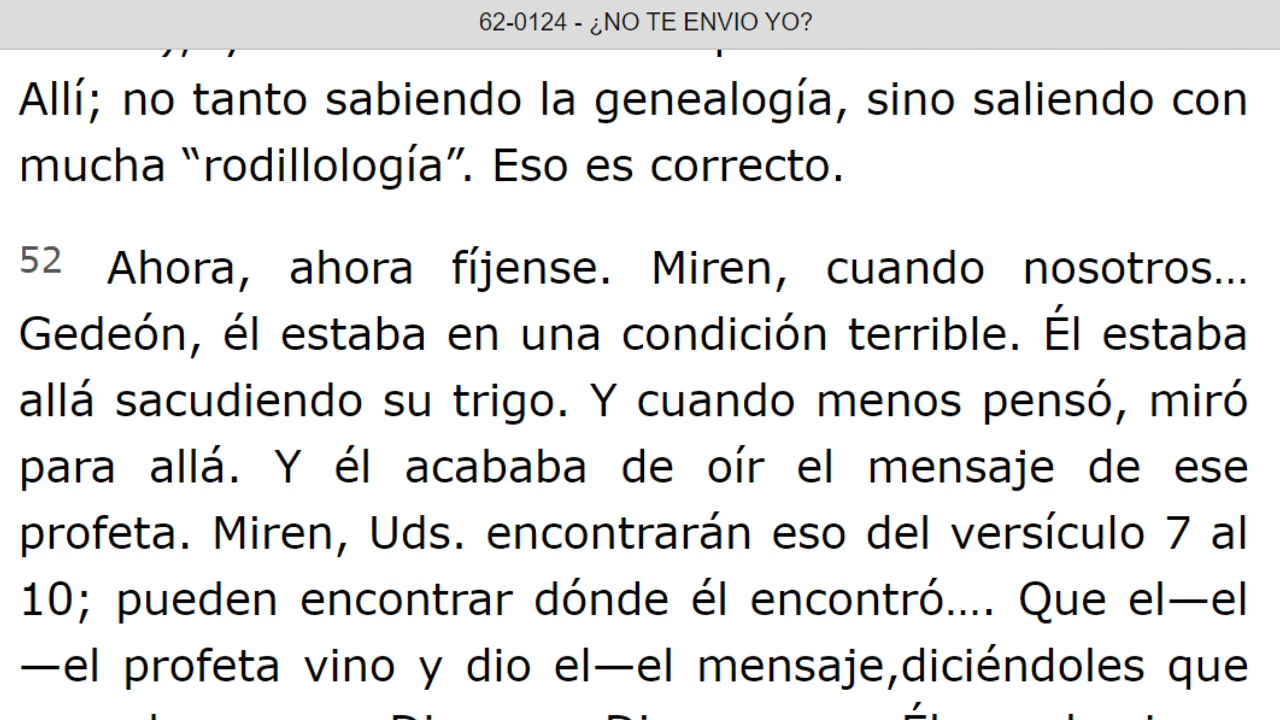 62-0124 - ¿NO TE ENVIO YO?
Allí; no tanto sabiendo la genealogía, sino saliendo con
mucha “rodillología”. Eso es correcto.
52 Ahora, ahora fíjense. Miren, cuando nosotros…
Gedeón, él estaba en una condición terrible. Él estaba
allá sacudiendo su trigo. Y cuando menos pensó, miró
para allá. Y él acababa de oír el mensaje de ese
profeta. Miren, Uds. encontrarán eso del versículo 7 al
10; pueden encontrar dónde él encontró…. Que el—el
—el profeta vino y dio el—el mensaje,diciéndoles que